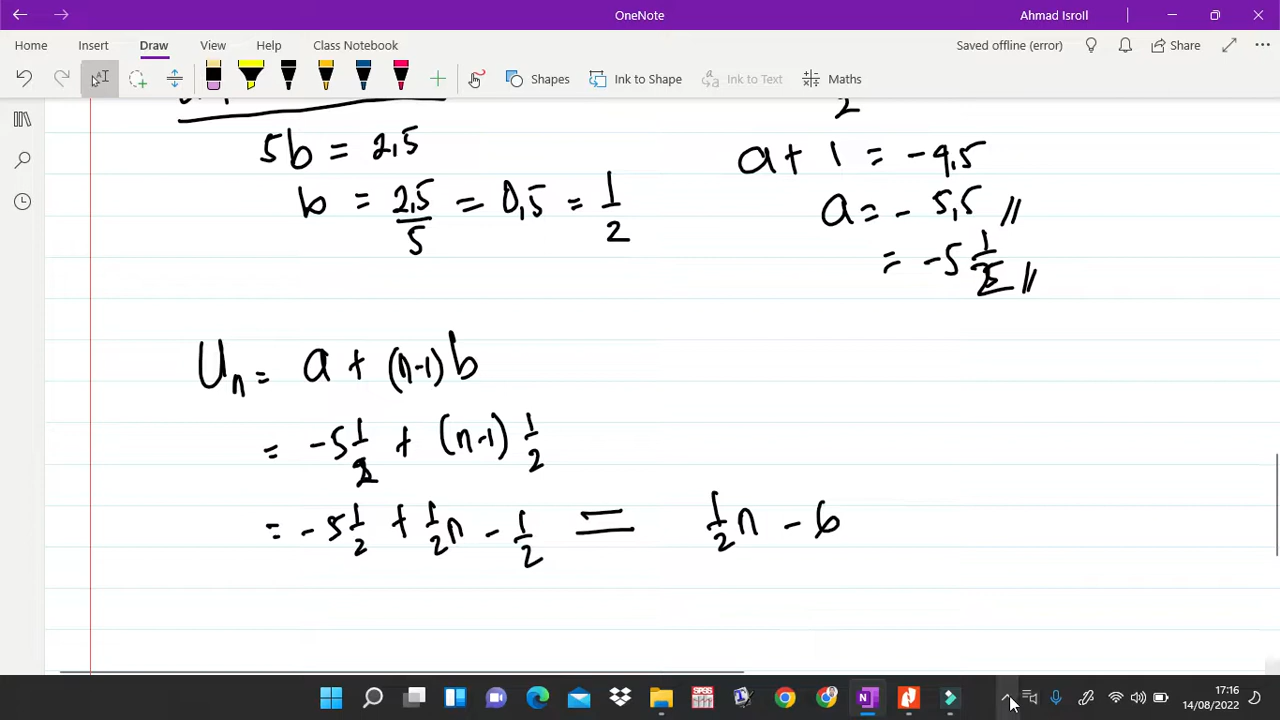 OneNote
Ahmad Isroll
Home Insert Draw View Help Class Notebook
Saved offline (error) Share
Shapes Ink to Shape Ink to Text Maths
2
5b = 2,5
b = 2,5/5 = 0,5 = 1/2
a + 1 = -4,5
a = - 5,5 //
= -5 1/2 //
Un = a + (n-1) b
= -5 1/2 + (n-1) 1/2
= -5 1/2 + 1/2 n - 1/2 = 1/2 n - 6
17:16
14/08/2022